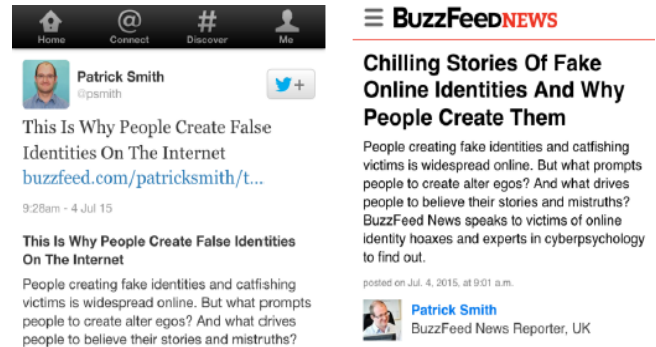 Home Connect Discover Me
Patrick Smith
@psmith
This Is Why People Create False
Identities On The Internet
buzzfeed.com/patricksmith/t...
9:28am - 4 Jul 15
This Is Why People Create False Identities
On The Internet
People creating fake identities and catfishing
victims is widespread online. But what prompts
people to create alter egos? And what drives
people to believe their stories and mistruths?
BUZZFEEDNEWS
Chilling Stories Of Fake
Online Identities And Why
People Create Them
People creating fake identities and catfishing
victims is widespread online. But what prompts
people to create alter egos? And what drives
people to believe their stories and mistruths?
BuzzFeed News speaks to victims of online
identity hoaxes and experts in cyberpsychology
to find out.
posted on Jul. 4, 2015, at 9:01 a.m.
Patrick Smith
BuzzFeed News Reporter, UK